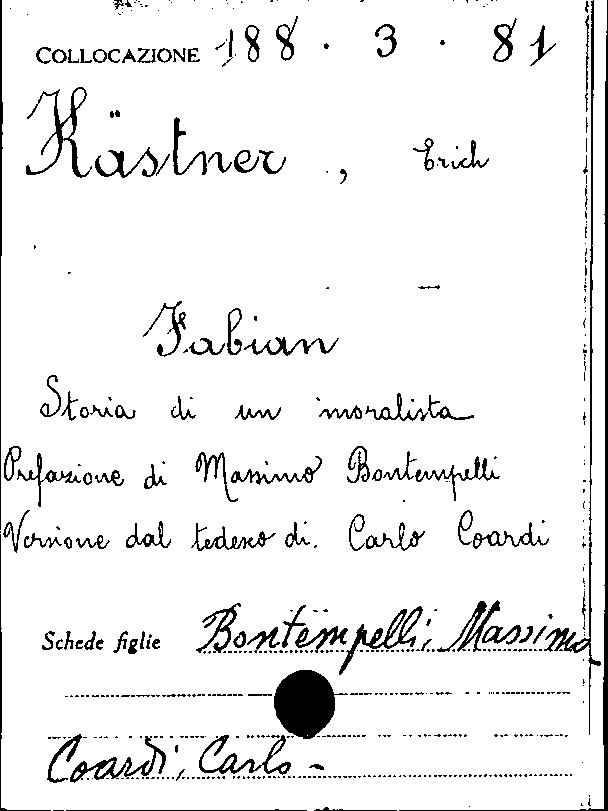 COLLOCAZIONE 188 . 3 . 81
Kästner, Erich
Fabian
Storia di un moralista
Prefazione di Massimo Bontempelli
Versione dal tedesco di. Carlo Coardi
Schede figlie Bontempelli, Massimo
Coardi, Carlo -